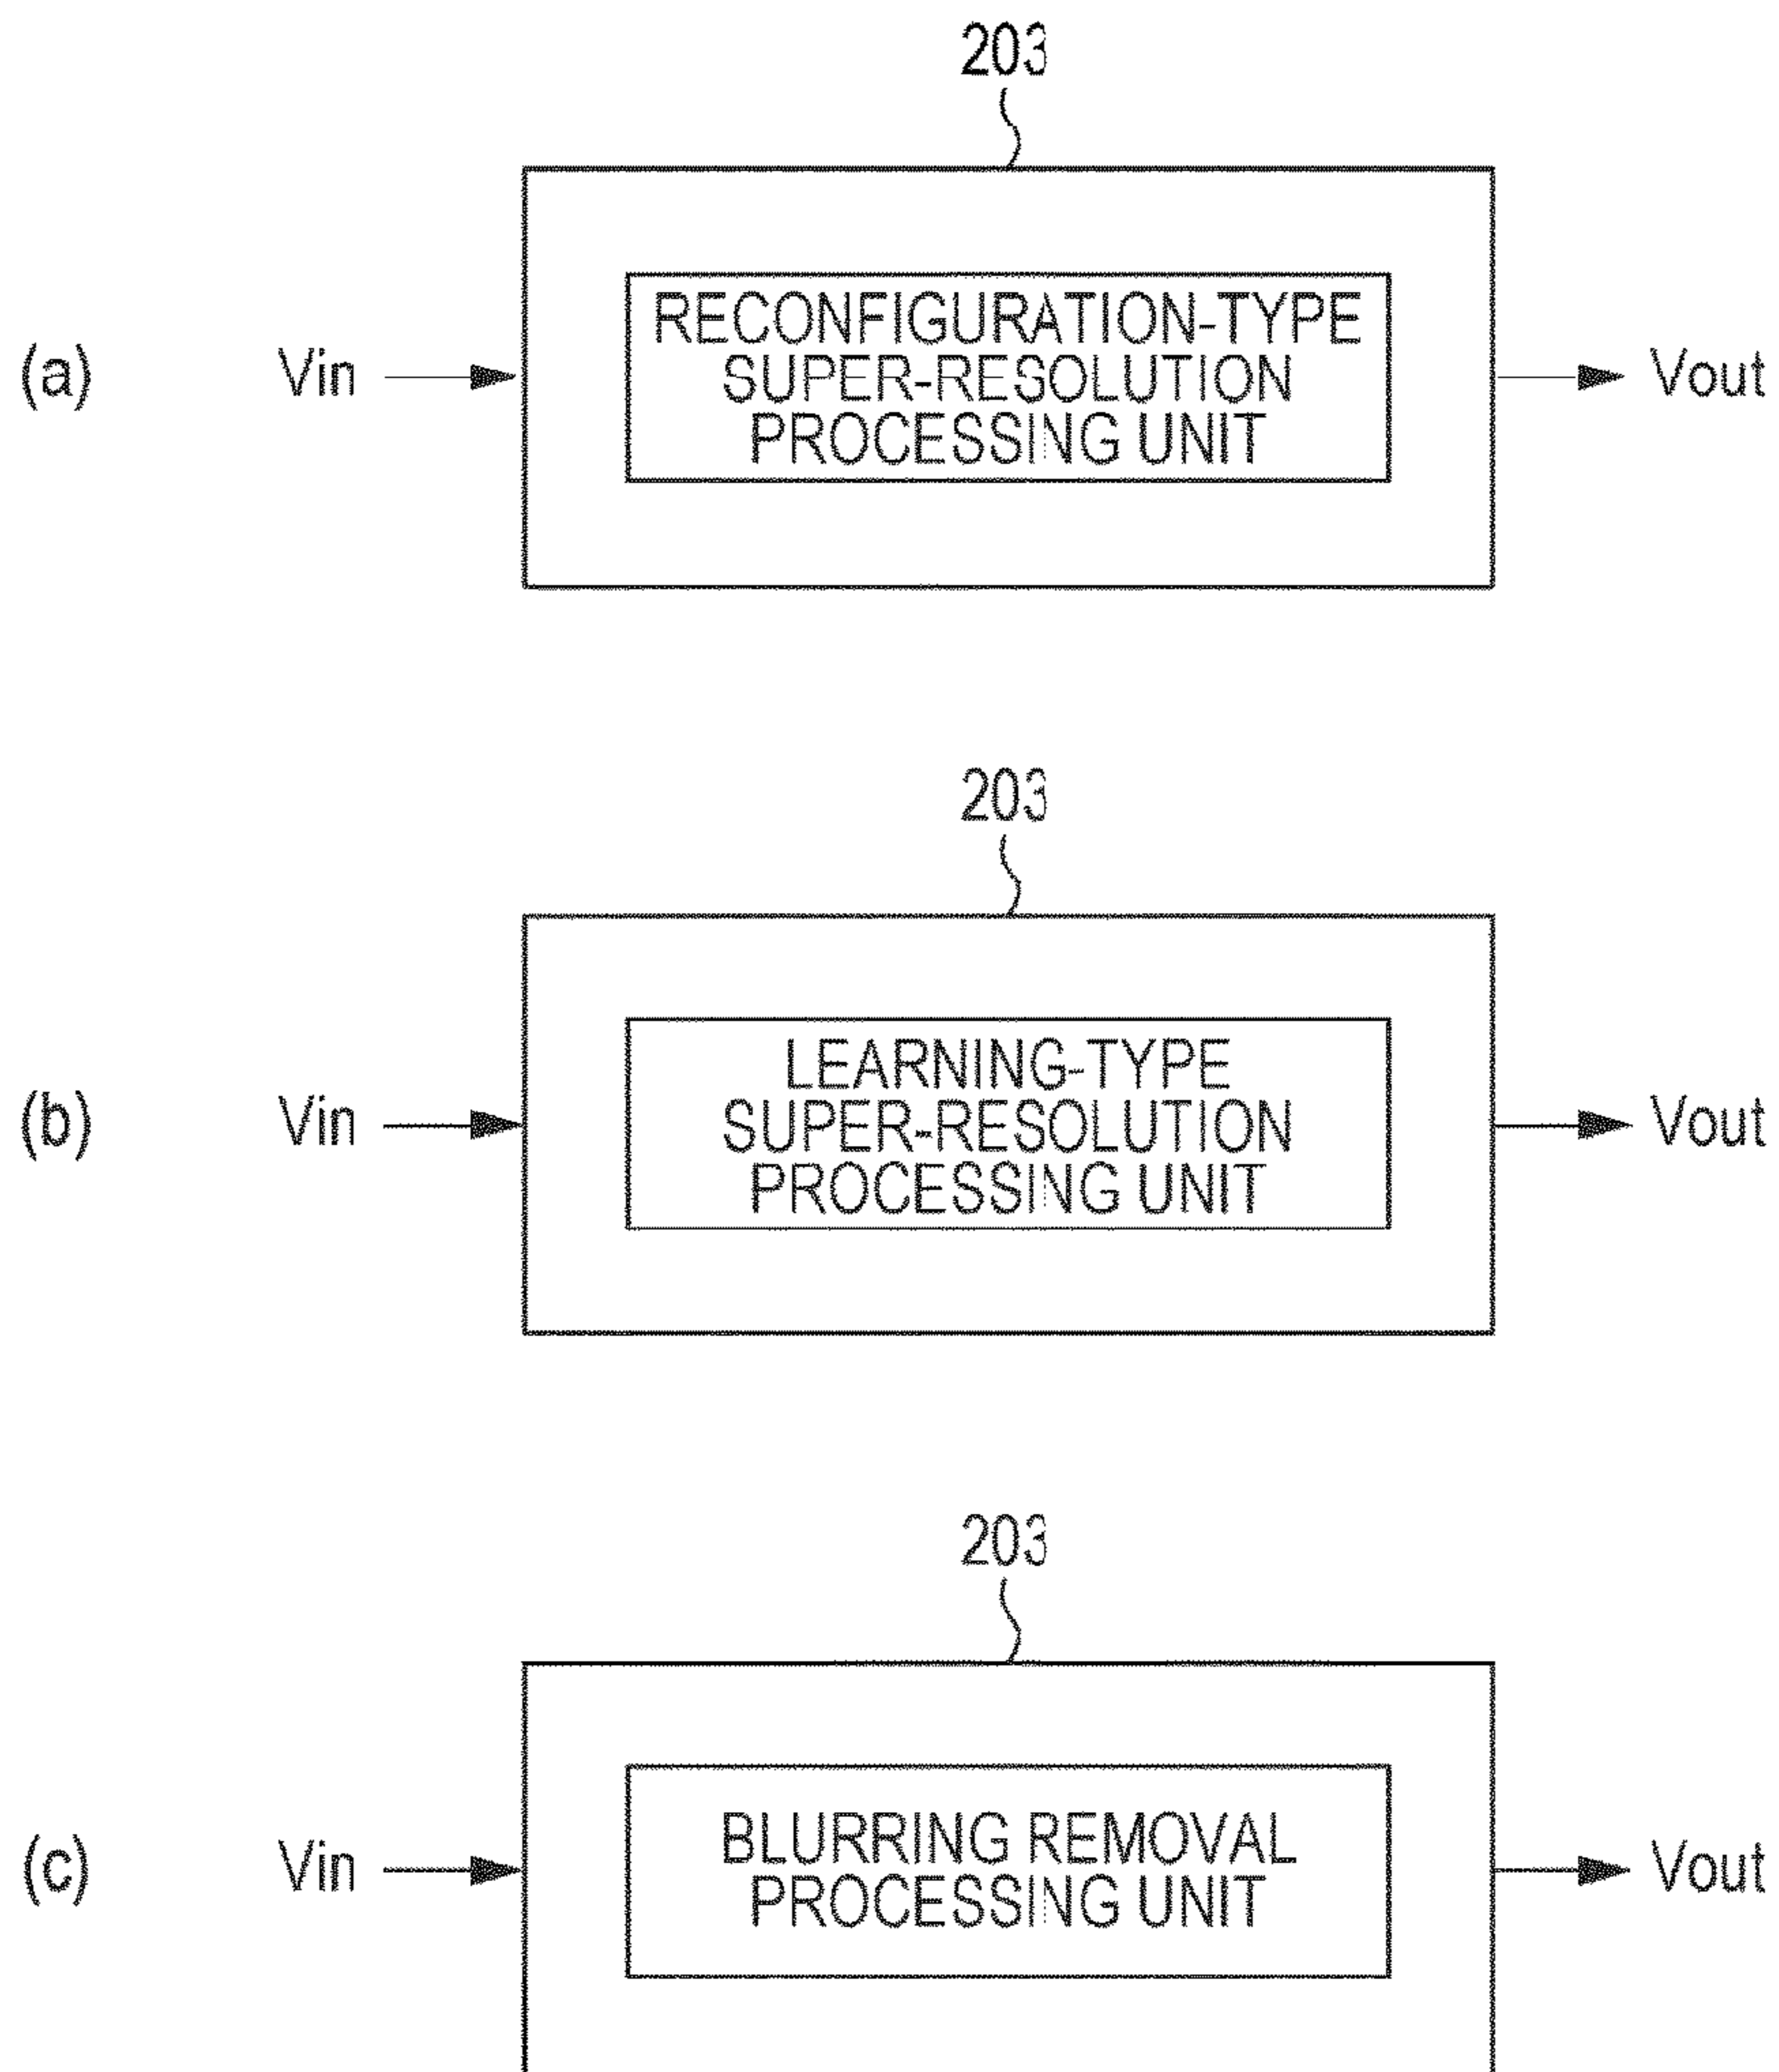 203
(a) Vin RECONFIGURATION-TYPE Vout
SUPER-RESOLUTION
PROCESSING UNIT
203
(b) Vin LEARNING-TYPE Vout
SUPER-RESOLUTION
PROCESSING UNIT
203
(c) Vin BLURRING REMOVAL Vout
PROCESSING UNIT